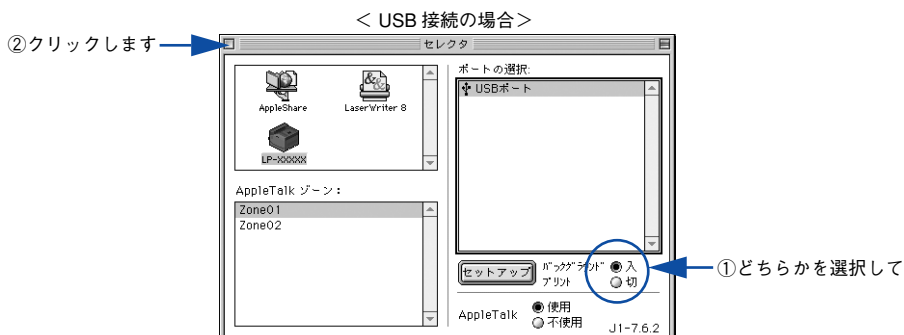 < USB 接続の場合>
②クリックします
セレクタ
AppleShare
LaserWriter 8
LP-XXXXX
AppleTalk ゾーン：
Zone01
Zone02
ポートの選択:
USBポート
セットアップ
バックグラウンド
プリント
入
切
①どちらかを選択して
AppleTalk
使用
不使用
J1-7.6.2